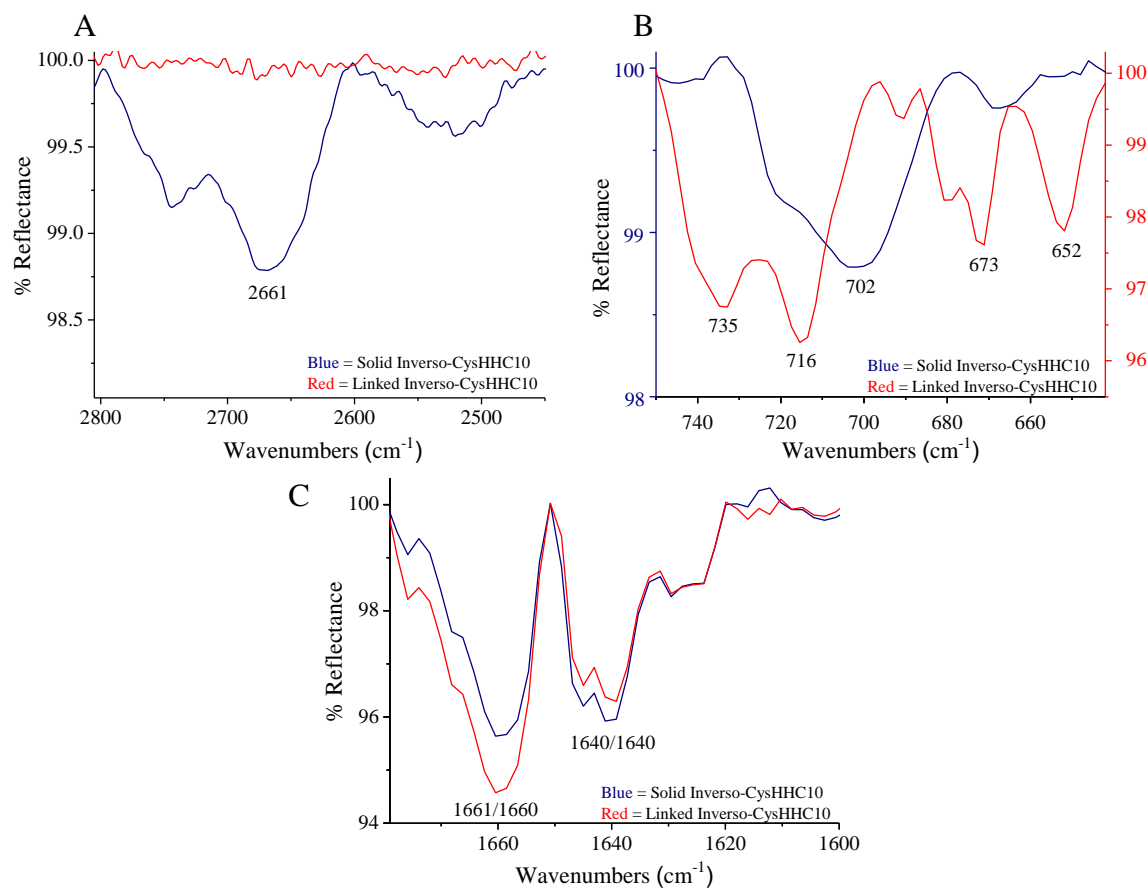 A
100.0
99.5
99.0
98.5
% Reflectance
2661
Blue = Solid Inverso-CysHHC10
Red = Linked Inverso-CysHHC10
2800
2700
2600
2500
Wavenumbers (cm-1)
B
100
99
98
% Reflectance
100
99
98
97
96
735
716
702
673
652
Blue = Solid Inverso-CysHHC10
Red = Linked Inverso-CysHHC10
740
720
700
680
660
Wavenumbers (cm-1)
C
100
98
96
94
% Reflectance
1661/1660
1640/1640
Blue = Solid Inverso-CysHHC10
Red = Linked Inverso-CysHHC10
1660
1640
1620
1600
Wavenumbers (cm-1)